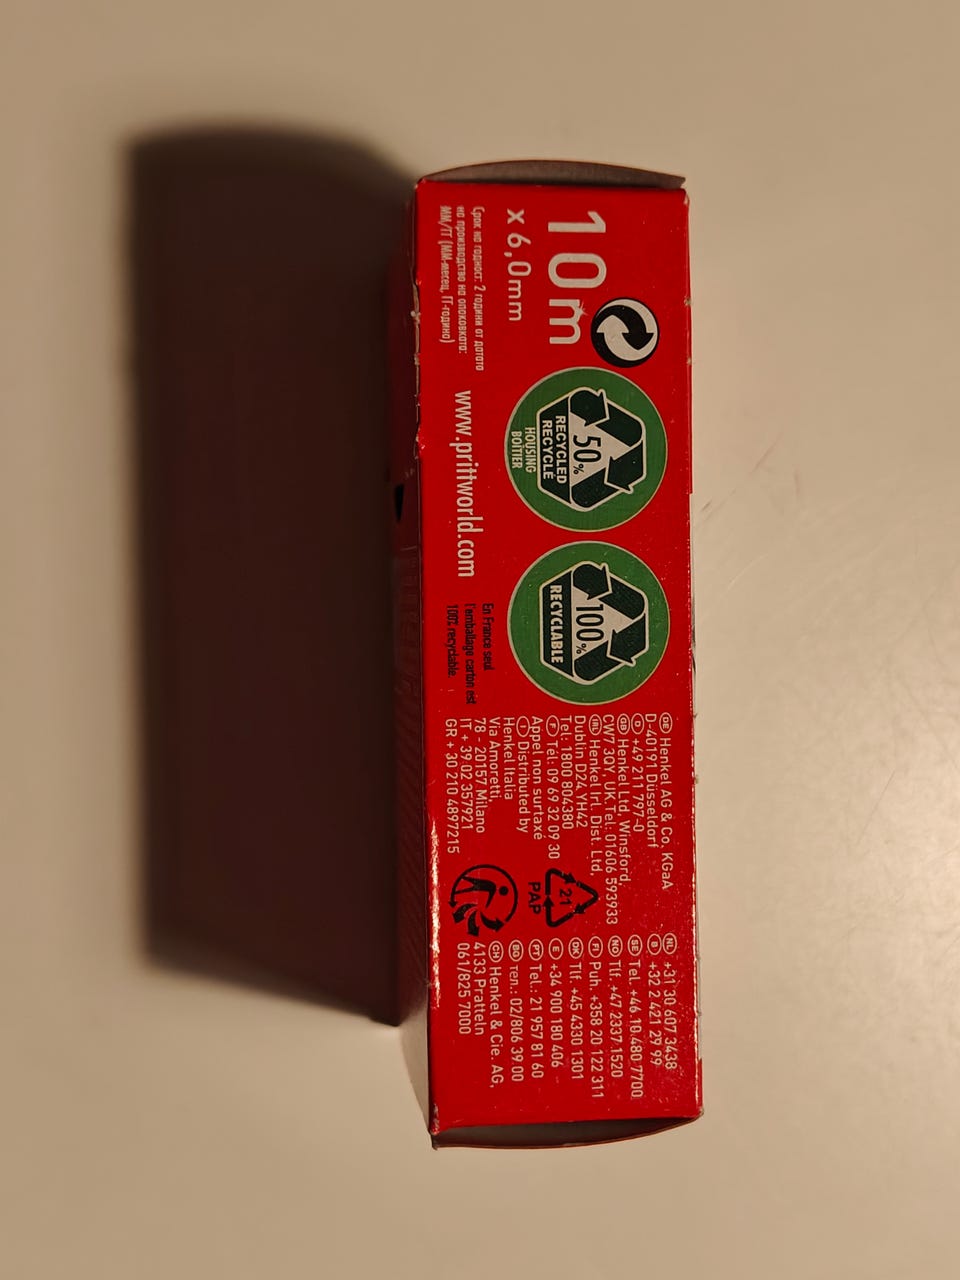 10m
x 6,0mm
Срок на годност: 2 години от датата
на производство на опаковката:
ММ/ГГ (ММ-месец, ГГ-година)
50%
RECYCLED
RECYCLÉ
HOUSING
BOÎTIER
100%
RECYCLABLE
www.prittworld.com
En France seul
l'emballage carton est
100% recyclable.
DE Henkel AG & Co. KGaA
D-40191 Düsseldorf
D +49 211 797-0
GB Henkel Ltd, Winsford,
CW7 3QY, UK.Tel.: 01606 593933
IRL Henkel Irl. Dist. Ltd,
Dublin D24 YH42
Tel: 1800 804380
F Tél: 09 69 32 09 30
Appel non surtaxé
I Distributed by
Henkel Italia
Via Amoretti,
78 - 20157 Milano
IT + 39 02 357921
GR + 30 210 4897215
21
PAP
NL +31 30 607 3438
B +32 2 421 27 99
SE Tel. +46 10 480 7700
NO Tlf. +47 2337 1520
FI Puh. +358 20 122 311
DK Tlf. +45 4330 1301
E +34 900 180 406
PT Tel.: 21 957 81 60
BG тел.: 02/806 39 00
CH Henkel & Cie. AG,
4133 Pratteln
061/825 7000